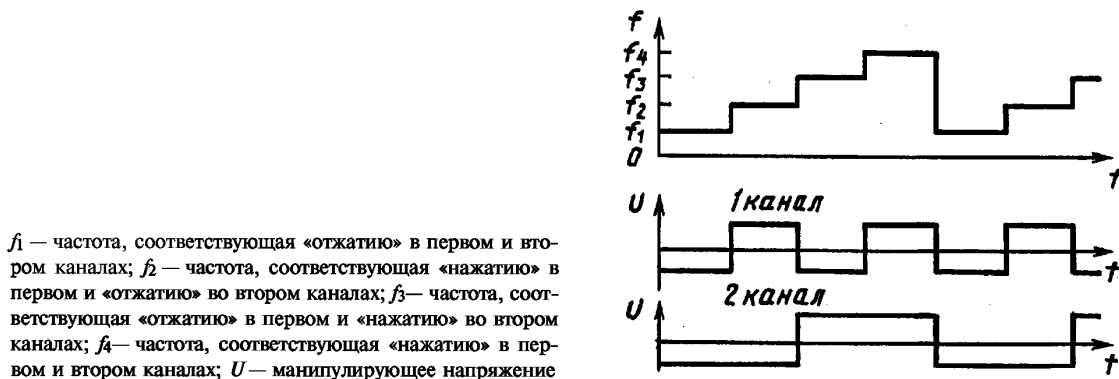 f
f4
f3
f2
f1
0
t
U
1 канал
t
U
2 канал
t
f1 — частота, соответствующая «отжатию» в первом и вто-
ром каналах; f2 — частота, соответствующая «нажатию» в
первом и «отжатию» во втором каналах; f3— частота, соот-
ветствующая «отжатию» в первом и «нажатию» во втором
каналах; f4— частота, соответствующая «нажатию» в пер-
вом и втором каналах; U — манипулирующее напряжение